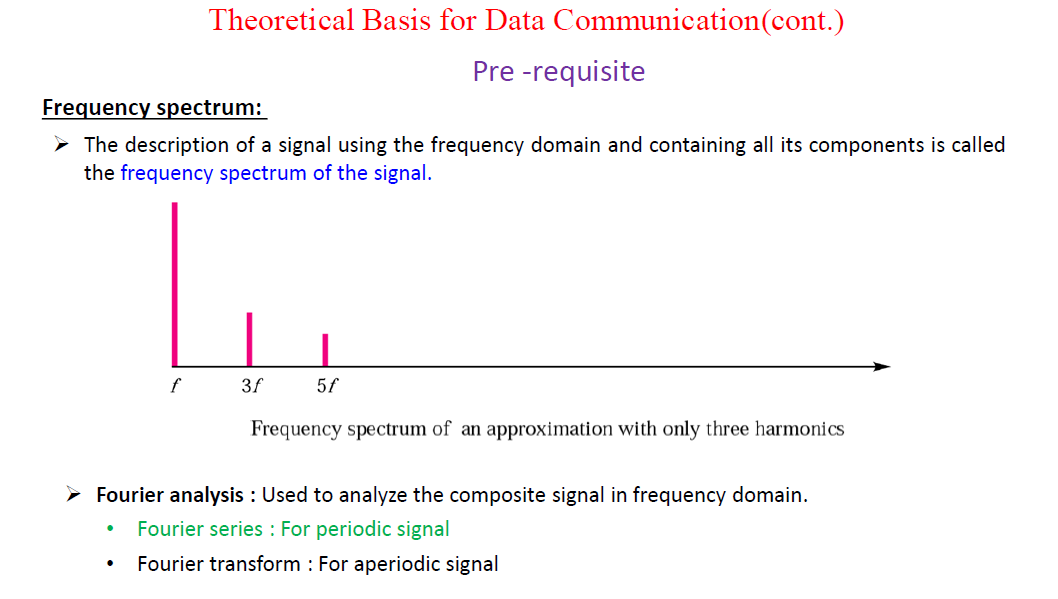 Theoretical Basis for Data Communication(cont.)
Pre -requisite
Frequency spectrum:
➢ The description of a signal using the frequency domain and containing all its components is called
the frequency spectrum of the signal.
f 3f 5f
Frequency spectrum of an approximation with only three harmonics
➢ Fourier analysis : Used to analyze the composite signal in frequency domain.
• Fourier series : For periodic signal
• Fourier transform : For aperiodic signal